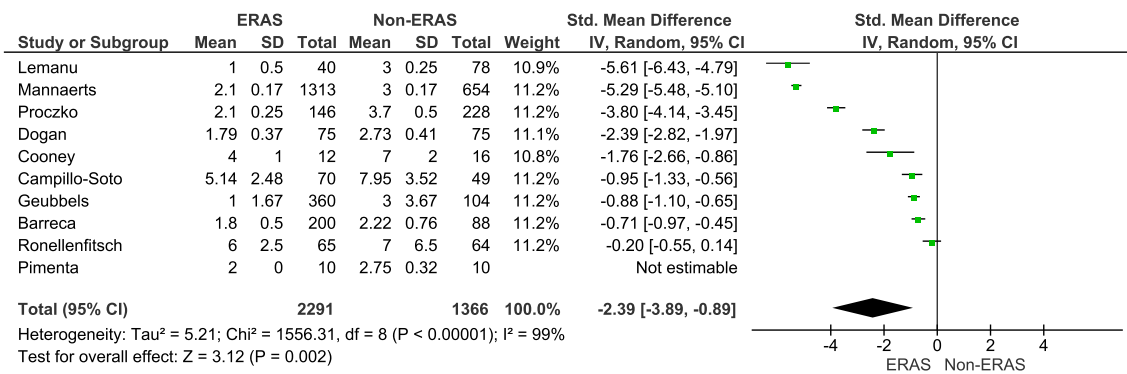 ERAS Non-ERAS Std. Mean Difference Std. Mean Difference
Study or Subgroup Mean SD Total Mean SD Total Weight IV, Random, 95% CI IV, Random, 95% CI
Lemanu 1 0.5 40 3 0.25 78 10.9% -5.61 [-6.43, -4.79]
Mannaerts 2.1 0.17 1313 3 0.17 654 11.2% -5.29 [-5.48, -5.10]
Proczko 2.1 0.25 146 3.7 0.5 228 11.2% -3.80 [-4.14, -3.45]
Dogan 1.79 0.37 75 2.73 0.41 75 11.1% -2.39 [-2.82, -1.97]
Cooney 4 1 12 7 2 16 10.8% -1.76 [-2.66, -0.86]
Campillo-Soto 5.14 2.48 70 7.95 3.52 49 11.2% -0.95 [-1.33, -0.56]
Geubbels 1 1.67 360 3 3.67 104 11.2% -0.88 [-1.10, -0.65]
Barreca 1.8 0.5 200 2.22 0.76 88 11.2% -0.71 [-0.97, -0.45]
Ronellenfitsch 6 2.5 65 7 6.5 64 11.2% -0.20 [-0.55, 0.14]
Pimenta 2 0 10 2.75 0.32 10 Not estimable
Total (95% CI) 2291 1366 100.0% -2.39 [-3.89, -0.89]
Heterogeneity: Tau² = 5.21; Chi² = 1556.31, df = 8 (P < 0.00001); I² = 99%
Test for overall effect: Z = 3.12 (P = 0.002)
-4 -2 0 2 4
ERAS Non-ERAS